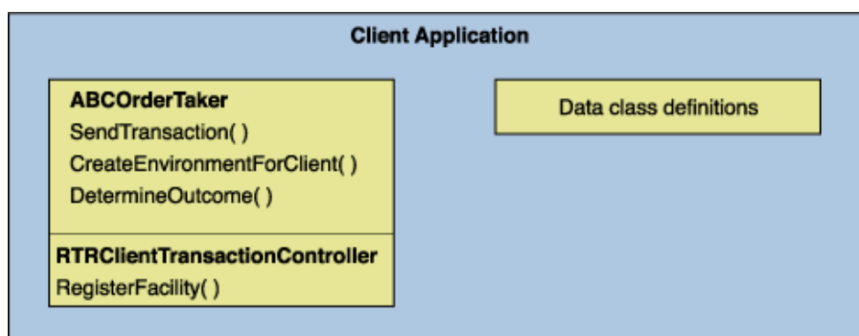 Client Application
ABCOrderTaker
SendTransaction( )
CreateEnvironmentForClient( )
DetermineOutcome( )
RTRClientTransactionController
RegisterFacility( )
Data class definitions